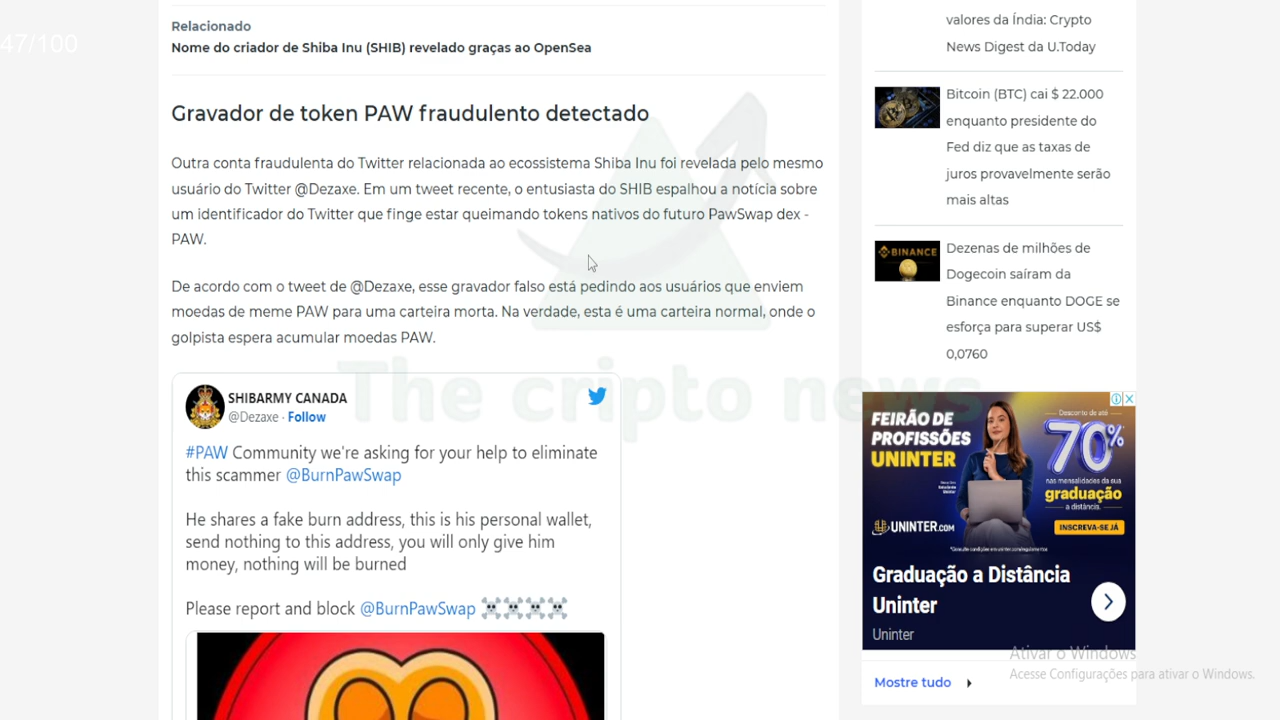 47/100
Relacionado
Nome do criador de Shiba Inu (SHIB) revelado graças ao OpenSea
Gravador de token PAW fraudulento detectado
Outra conta fraudulenta do Twitter relacionada ao ecossistema Shiba Inu foi revelada pelo mesmo
usuário do Twitter @Dezaxe. Em um tweet recente, o entusiasta do SHIB espalhou a notícia sobre
um identificador do Twitter que finge estar queimando tokens nativos do futuro PawSwap dex -
PAW.
De acordo com o tweet de @Dezaxe, esse gravador falso está pedindo aos usuários que enviem
moedas de meme PAW para uma carteira morta. Na verdade, esta é uma carteira normal, onde o
golpista espera acumular moedas PAW.
The cripto news
SHIBARMY CANADA
@Dezaxe · Follow
#PAW Community we're asking for your help to eliminate
this scammer @BurnPawSwap
He shares a fake burn address, this is his personal wallet,
send nothing to this address, you will only give him
money, nothing will be burned
Please report and block @BurnPawSwap ☠️☠️☠️☠️
valores da Índia: Crypto
News Digest da U.Today
Bitcoin (BTC) cai $ 22.000
enquanto presidente do
Fed diz que as taxas de
juros provavelmente serão
mais altas
BINANCE
Dezenas de milhões de
Dogecoin saíram da
Binance enquanto DOGE se
esforça para superar US$
0,0760
FEIRÃO DE
PROFISSÕES
UNINTER
Desconto de até
70%
nas mensalidades da sua
graduação
a distância.
UNINTER.COM
INSCREVA-SE JÁ
Graduação a Distância
Uninter
Uninter
Mostre tudo
Ativar o Windows
Acesse Configurações para ativar o Windows.